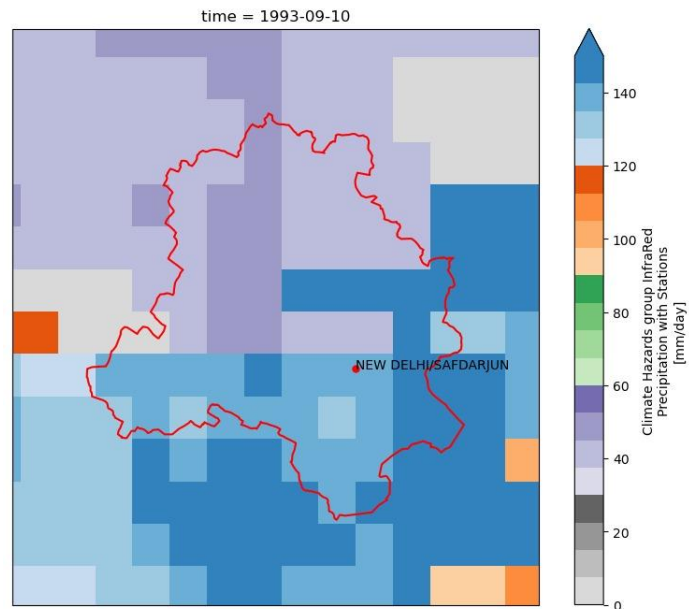 time = 1993-09-10
NEW DELHI/SAFDARJUN
140
120
100
80
60
40
20
0
Climate Hazards group InfraRed
Precipitation with Stations
[mm/day]